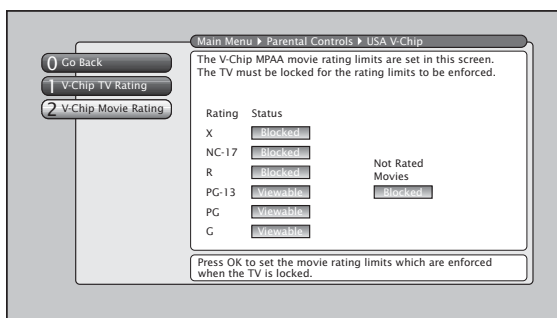 Main Menu ▶ Parental Controls ▶ USA V-Chip
0 Go Back
1 V-Chip TV Rating
2 V-Chip Movie Rating
The V-Chip MPAA movie rating limits are set in this screen.
The TV must be locked for the rating limits to be enforced.
Rating Status
X Blocked
NC-17 Blocked
R Blocked
PG-13 Viewable
PG Viewable
G Viewable
Not Rated
Movies
Blocked
Press OK to set the movie rating limits which are enforced
when the TV is locked.